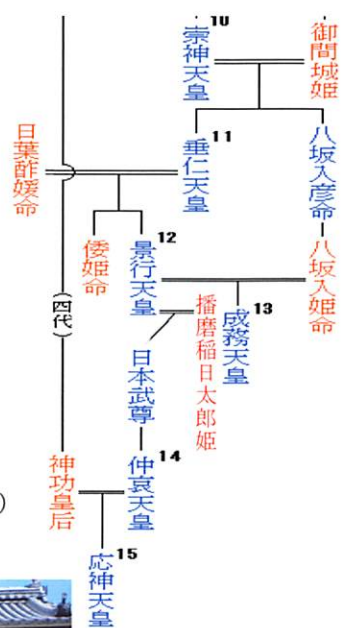 10
崇神天皇
御間城姫
11
垂仁天皇
日葉酢媛命
八坂入彦命
12
景行天皇
倭姫命
八坂入姫命
13
成務天皇
播磨稲日太郎姫
(四代)
日本武尊
14
仲哀天皇
神功皇后
)
15
応神天皇